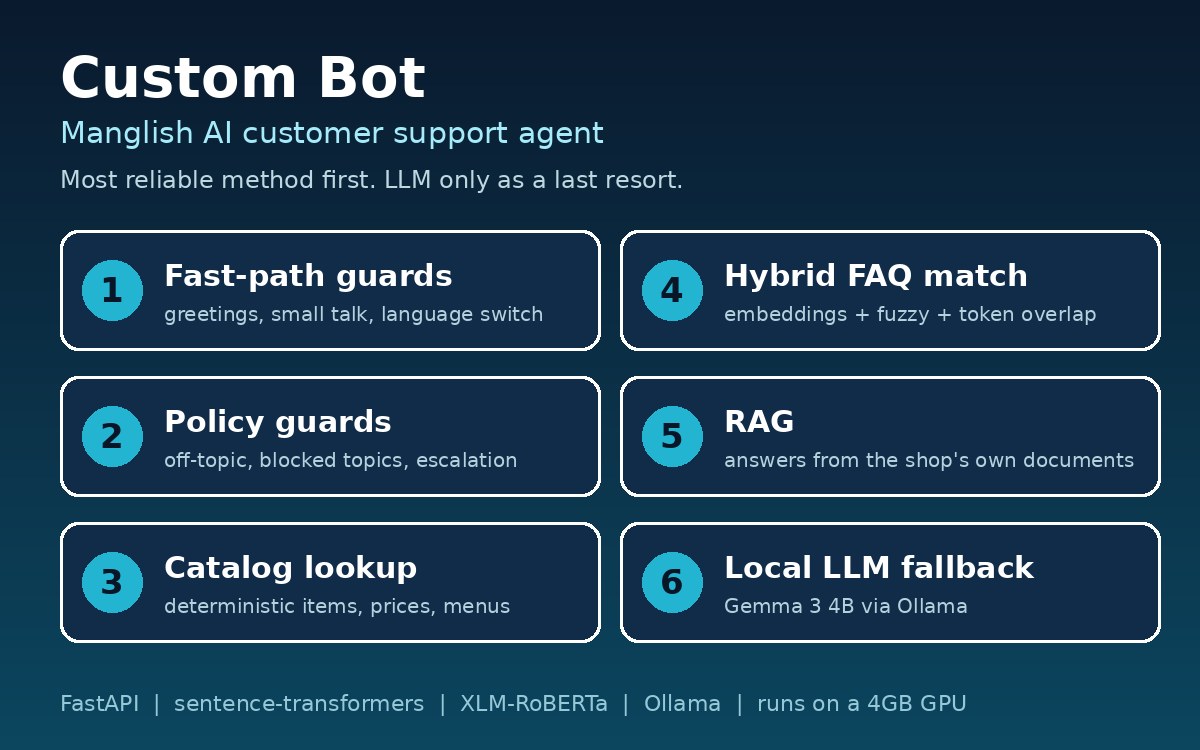 Custom Bot
Manglish AI customer support agent
Most reliable method first. LLM only as a last resort.
1
Fast-path guards
greetings, small talk, language switch
2
Policy guards
off-topic, blocked topics, escalation
3
Catalog lookup
deterministic items, prices, menus
4
Hybrid FAQ match
embeddings + fuzzy + token overlap
5
RAG
answers from the shop's own documents
6
Local LLM fallback
Gemma 3 4B via Ollama
FastAPI | sentence-transformers | XLM-RoBERTa | Ollama | runs on a 4GB GPU